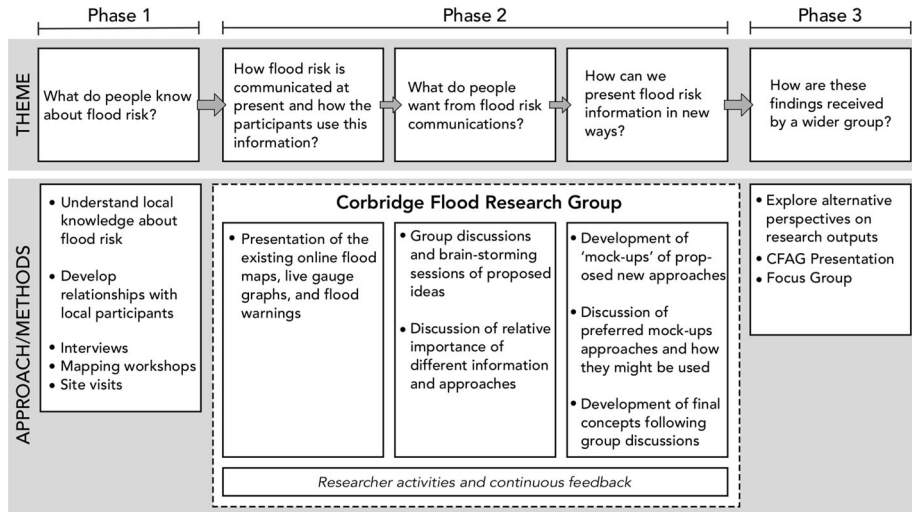 Phase 1
Phase 2
Phase 3
THEME
What do people know
about flood risk?
How flood risk is
communicated at
present and how the
participants use this
information?
What do people
want from flood risk
communications?
How can we
present flood risk
information in new
ways?
How are these
findings received
by a wider group?
APPROACH/METHODS
• Understand local
knowledge about
flood risk
• Develop
relationships with
local participants
• Interviews
• Mapping workshops
• Site visits
Corbridge Flood Research Group
• Presentation of the
existing online flood
maps, live gauge
graphs, and flood
warnings
• Group discussions
and brain-storming
sessions of proposed
ideas
• Discussion of relative
importance of
different information
and approaches
• Development of
‘mock-ups’ of prop-
osed new approaches
• Discussion of
preferred mock-ups
approaches and how
they might be used
• Development of final
concepts following
group discussions
Researcher activities and continuous feedback
• Explore alternative
perspectives on
research outputs
• CFAG Presentation
• Focus Group